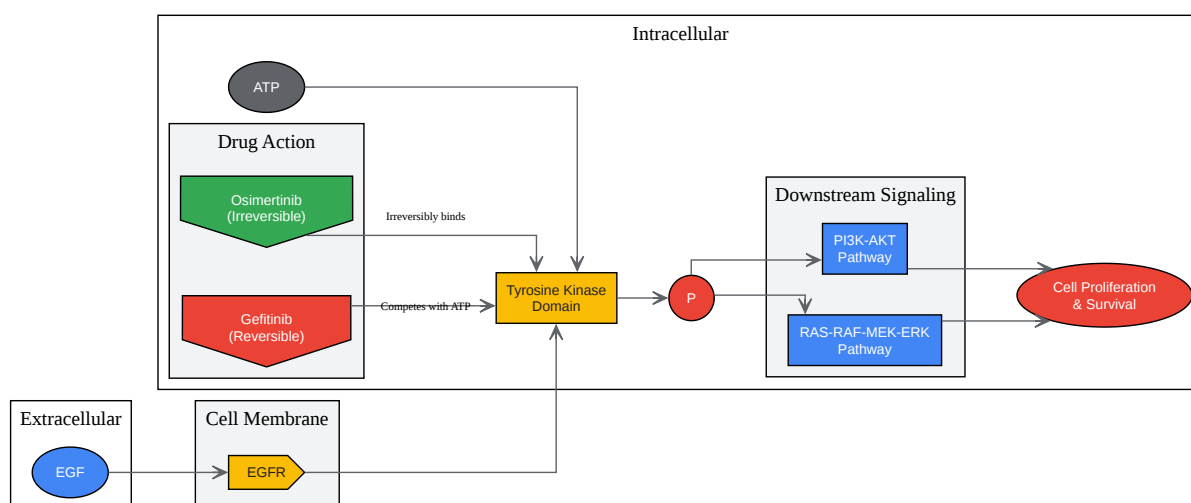 Intracellular
ATP
Drug Action
Osimertinib
(Irreversible)
Irreversibly binds
Gefitinib
(Reversible)
Competes with ATP
Tyrosine Kinase
Domain
P
Downstream Signaling
PI3K-AKT
Pathway
RAS-RAF-MEK-ERK
Pathway
Cell Proliferation
& Survival
Extracellular
EGF
Cell Membrane
EGFR